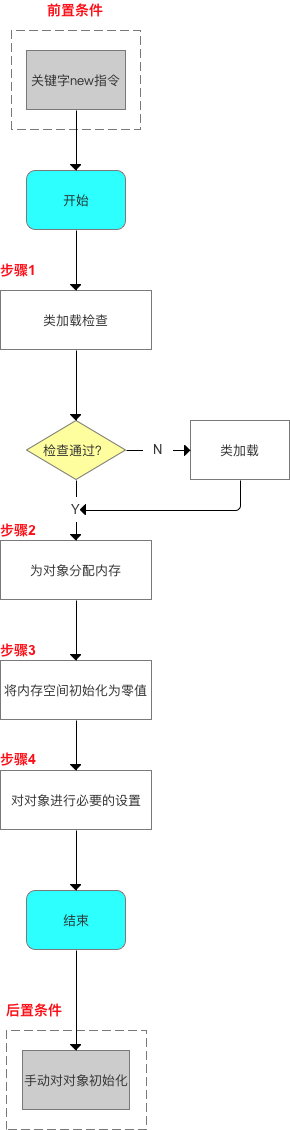 前置条件
关键字new指令
开始
步骤1
类加载检查
检查通过?
N
类加载
Y
步骤2
为对象分配内存
步骤3
将内存空间初始化为零值
步骤4
对对象进行必要的设置
结束
后置条件
手动对对象初始化